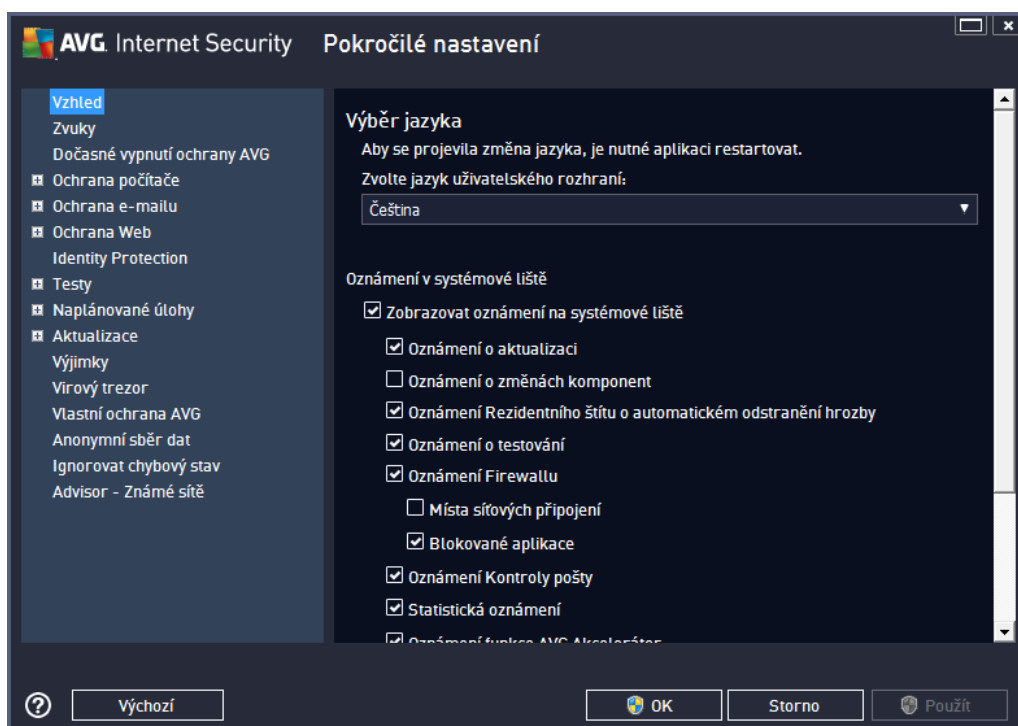 AVG. Internet Security Pokročilé nastavení
Vzhled
Zvuky
Dočasné vypnutí ochrany AVG
Ochrana počítače
Ochrana e-mailu
Ochrana Web
Identity Protection
Testy
Naplánované úlohy
Aktualizace
Výjimky
Virový trezor
Vlastní ochrana AVG
Anonymní sběr dat
Ignorovat chybový stav
Advisor - Známé sítě
Výběr jazyka
Aby se projevila změna jazyka, je nutné aplikaci restartovat.
Zvolte jazyk uživatelského rozhraní:
Čeština
Oznámení v systémové liště
Zobrazovat oznámení na systémové liště
Oznámení o aktualizaci
Oznámení o změnách komponent
Oznámení Rezidentního štítu o automatickém odstranění hrozby
Oznámení o testování
Oznámení Firewallu
Místa síťových připojení
Blokované aplikace
Oznámení Kontroly pošty
Statistická oznámení
Oznámení funkce AVG Akcelerátor
Výchozí
OK
Storno
Použít